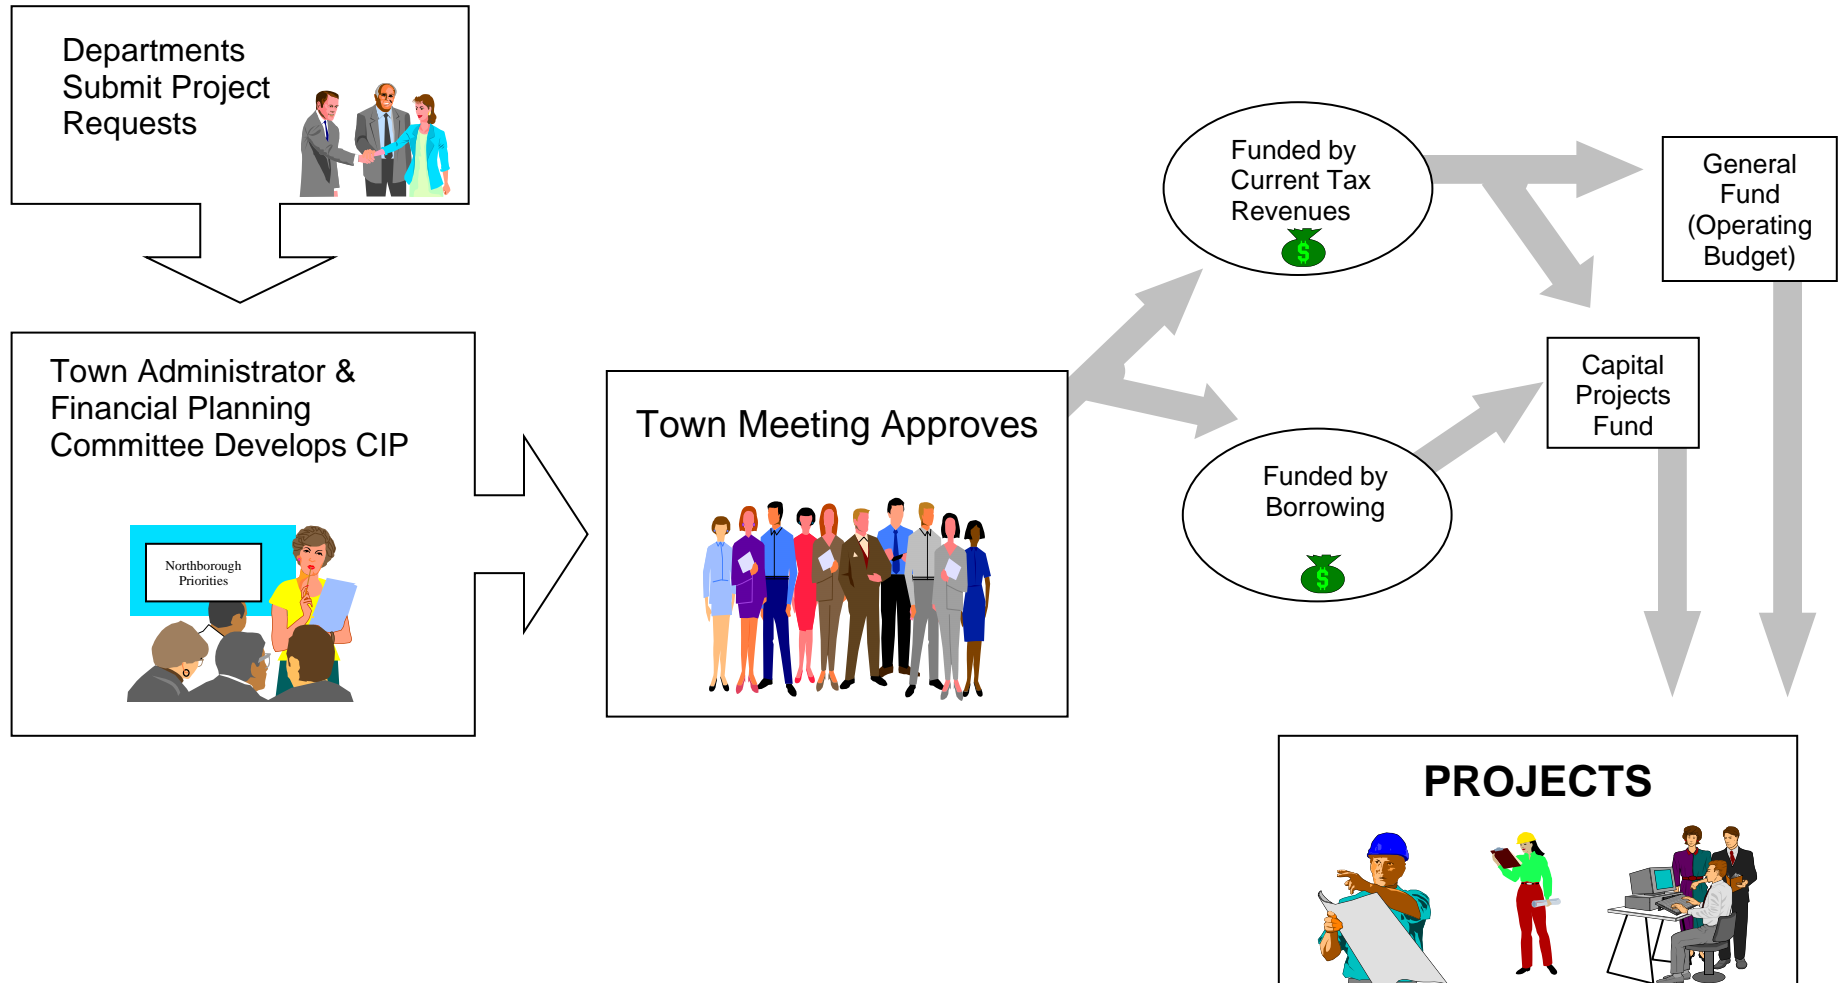 Departments
Submit Project
Requests
Town Administrator &
Financial Planning
Committee Develops CIP
Northborough
Priorities
Town Meeting Approves
Funded by
Current Tax
Revenues
$
Funded by
Borrowing
$
General
Fund
(Operating
Budget)
Capital
Projects
Fund
PROJECTS